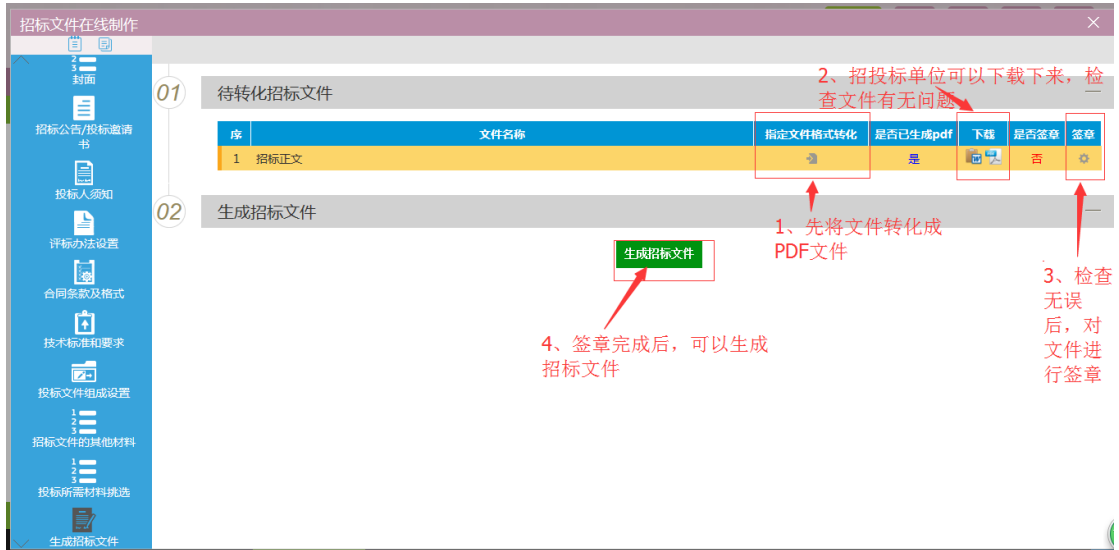 招标文件在线制作
封面
招标公告/投标邀请
书
投标人须知
评标办法设置
合同条款及格式
技术标准和要求
投标文件组成设置
招标文件的其他材料
投标所需材料挑选
生成招标文件
01 待转化招标文件
2、招投标单位可以下载下来，检
查文件有无问题
序 文件名称 指定文件格式转化 是否已生成pdf 下载 是否签章 签章
1 招标正文 是 否
02 生成招标文件
1、先将文件转化成
PDF文件
生成招标文件
3、检查
无误
后，对
文件进
行签章
4、签章完成后，可以生成
招标文件